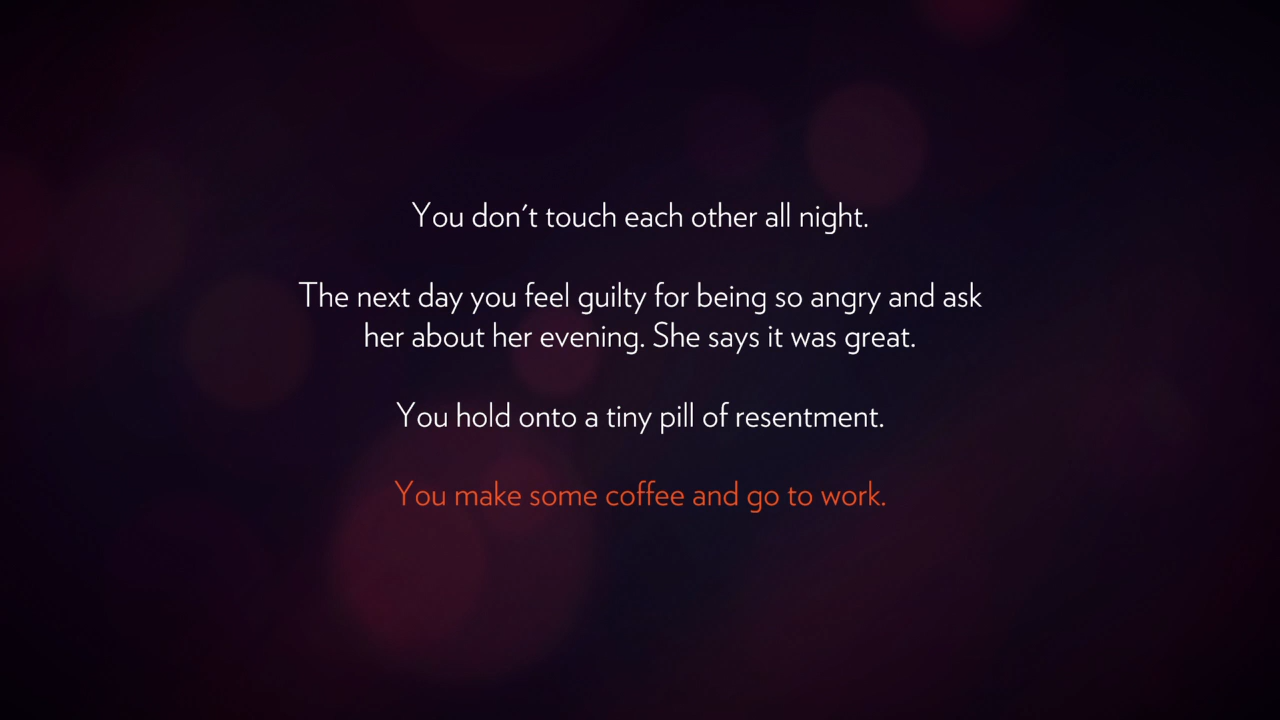 You don't touch each other all night.
The next day you feel guilty for being so angry and ask
her about her evening. She says it was great.
You hold onto a tiny pill of resentment.
You make some coffee and go to work.